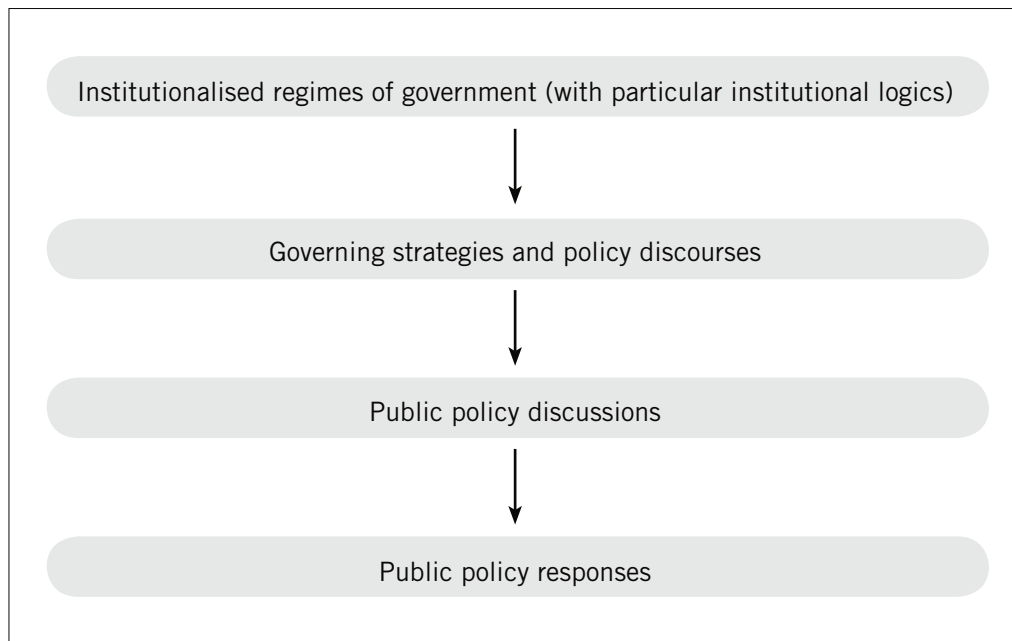 Institutionalised regimes of government (with particular institutional logics)
Governing strategies and policy discourses
Public policy discussions
Public policy responses